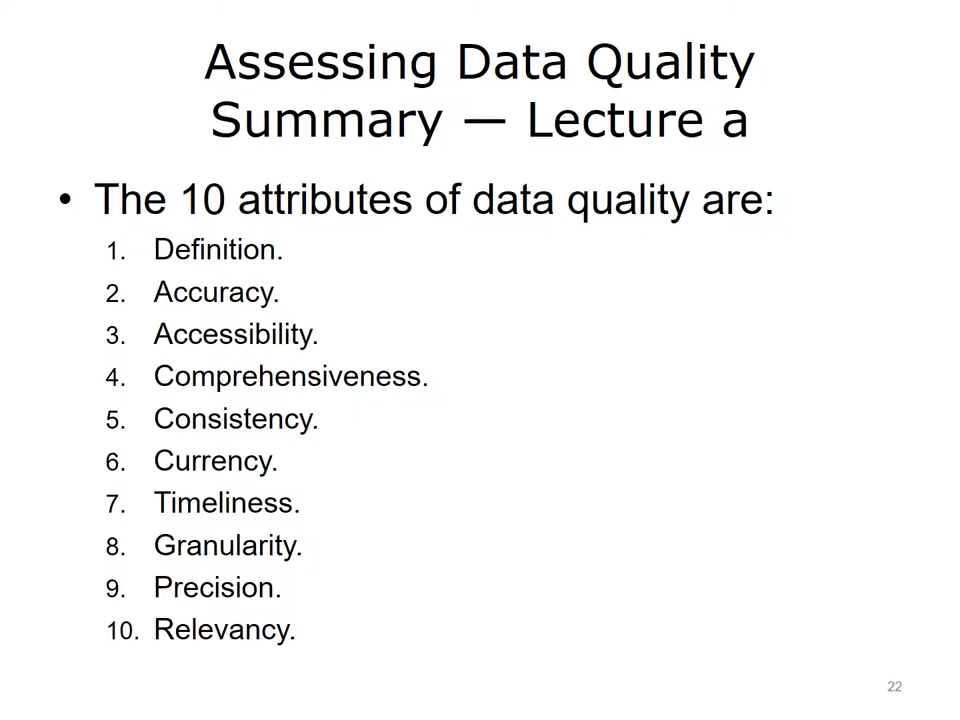 Assessing Data Quality
Summary — Lecture a
• The 10 attributes of data quality are:
1. Definition.
2. Accuracy.
3. Accessibility.
4. Comprehensiveness.
5. Consistency.
6. Currency.
7. Timeliness.
8. Granularity.
9. Precision.
10. Relevancy.
22